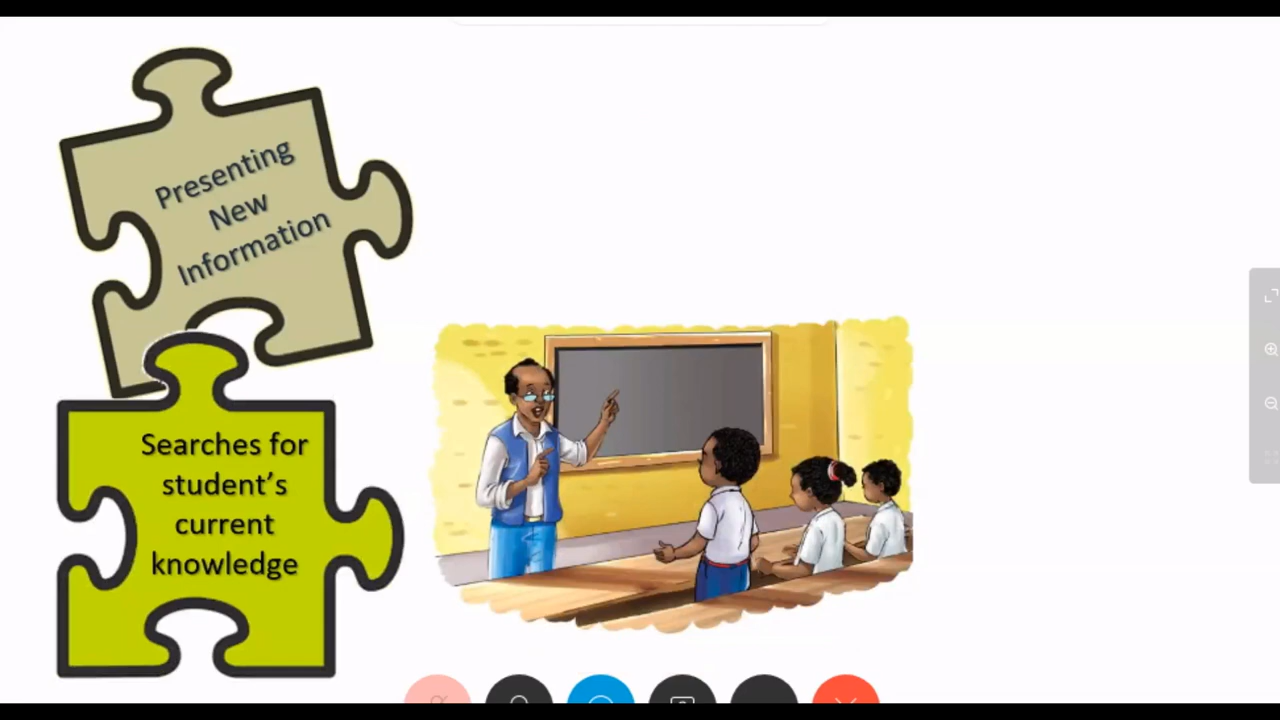 Presenting
New
Information
Searches for
student's
current
knowledge